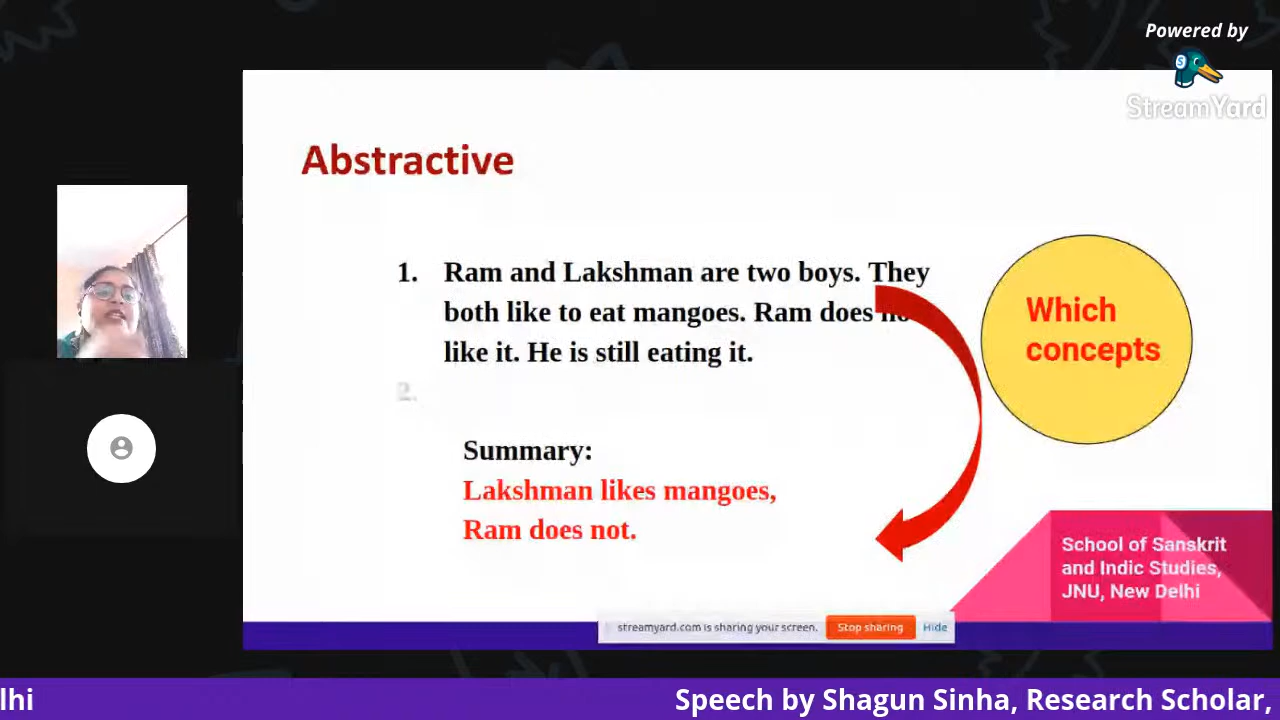 Powered by
StreamYard
Abstractive
1. Ram and Lakshman are two boys. They
both like to eat mangoes. Ram does
like it. He is still eating it.
2.
Which
concepts
Summary:
Lakshman likes mangoes,
Ram does not.
School of Sanskrit
and Indic Studies,
JNU, New Delhi
streamyard.com is sharing your screen. Stop sharing Hide
lhi Speech by Shagun Sinha, Research Scholar,